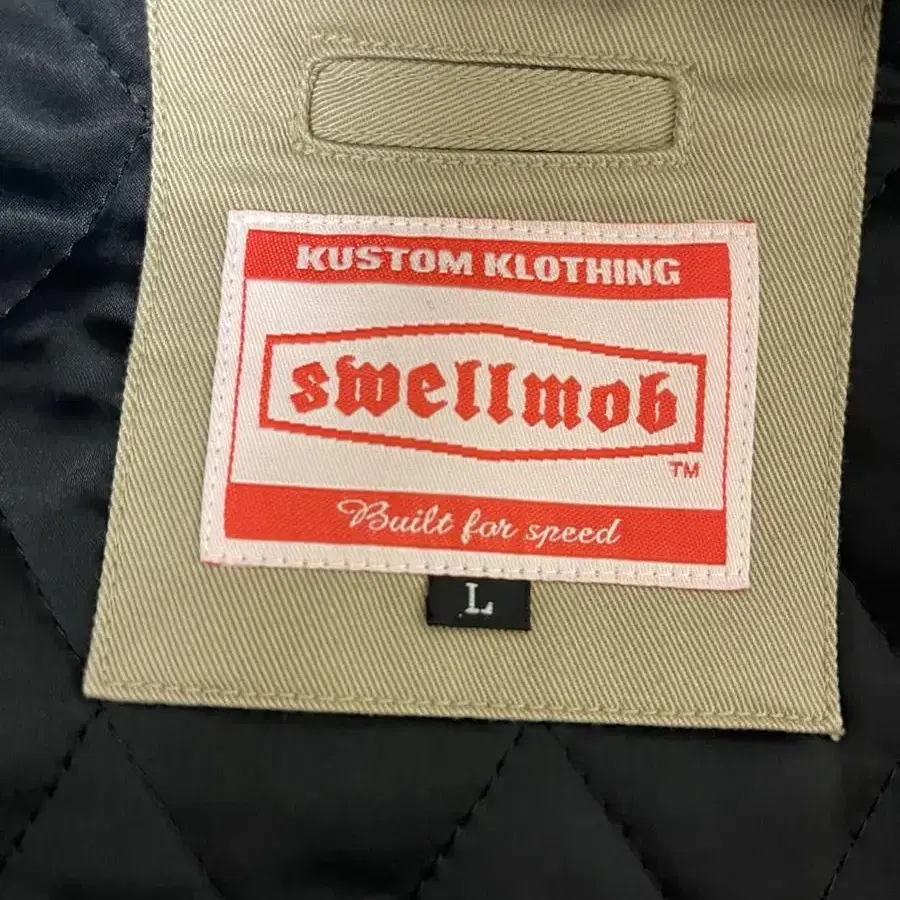 KUSTOM KLOTHING
swellmob
TM
Built for speed
L